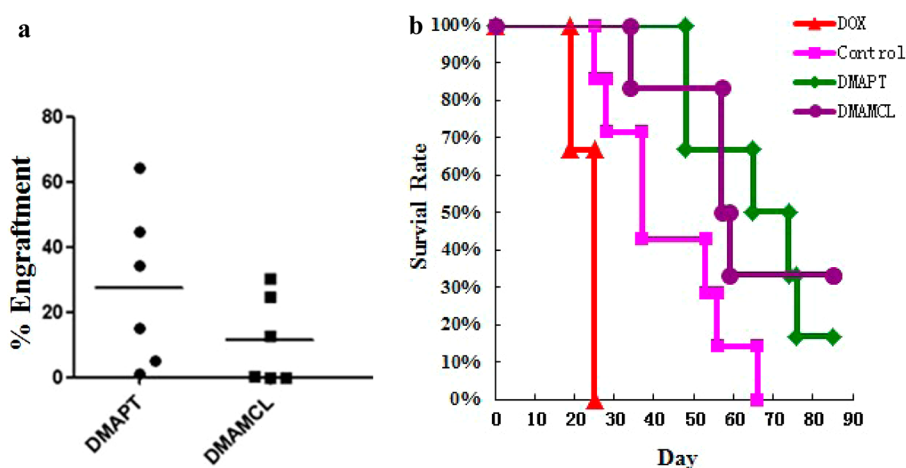 a
% Engraftment
80
60
40
20
0
DMAPT
DMAMCL
b
Survial Rate
100%
90%
80%
70%
60%
50%
40%
30%
20%
10%
0%
0 10 20 30 40 50 60 70 80 90
Day
DOX
Control
DMAPT
DMAMCL